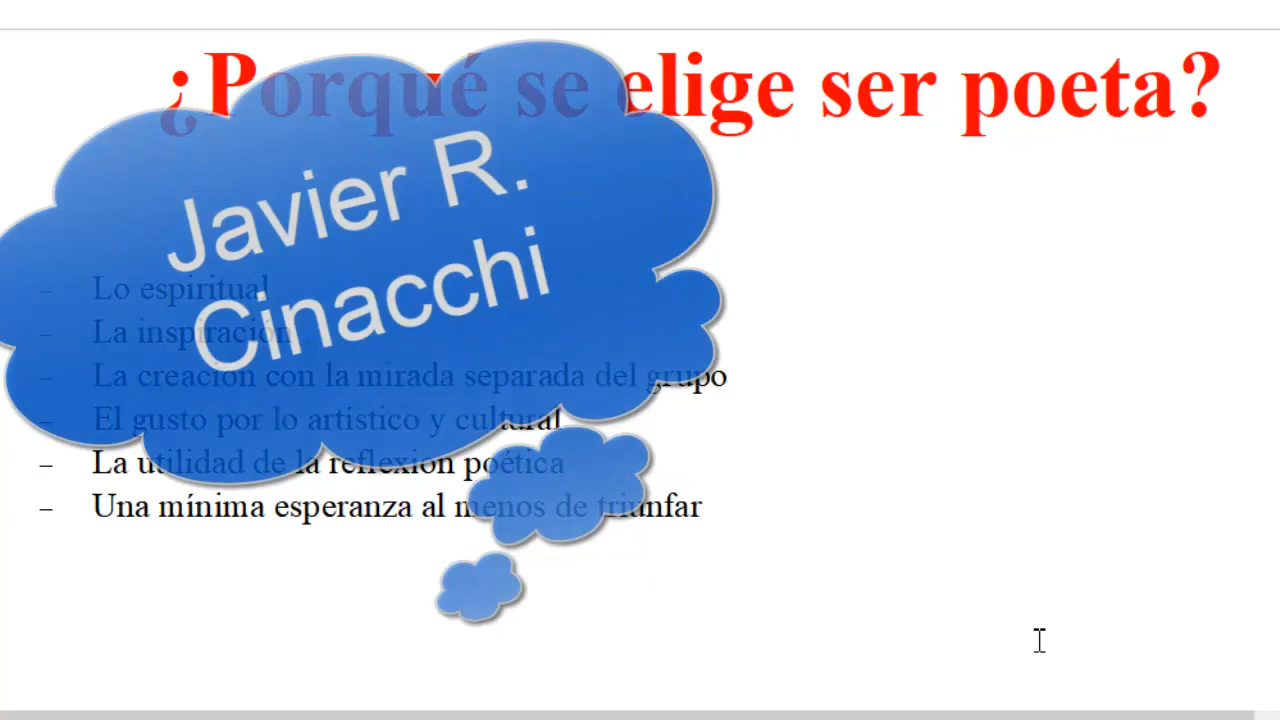 ¿Porqué se elige ser poeta?
Javier R.
Cinacchi
– Lo espiritual
– La inspiración
– La creación con la mirada separada del grupo
– El gusto por lo artístico y cultural
– La utilidad de la reflexión poética
– Una mínima esperanza al menos de triunfar